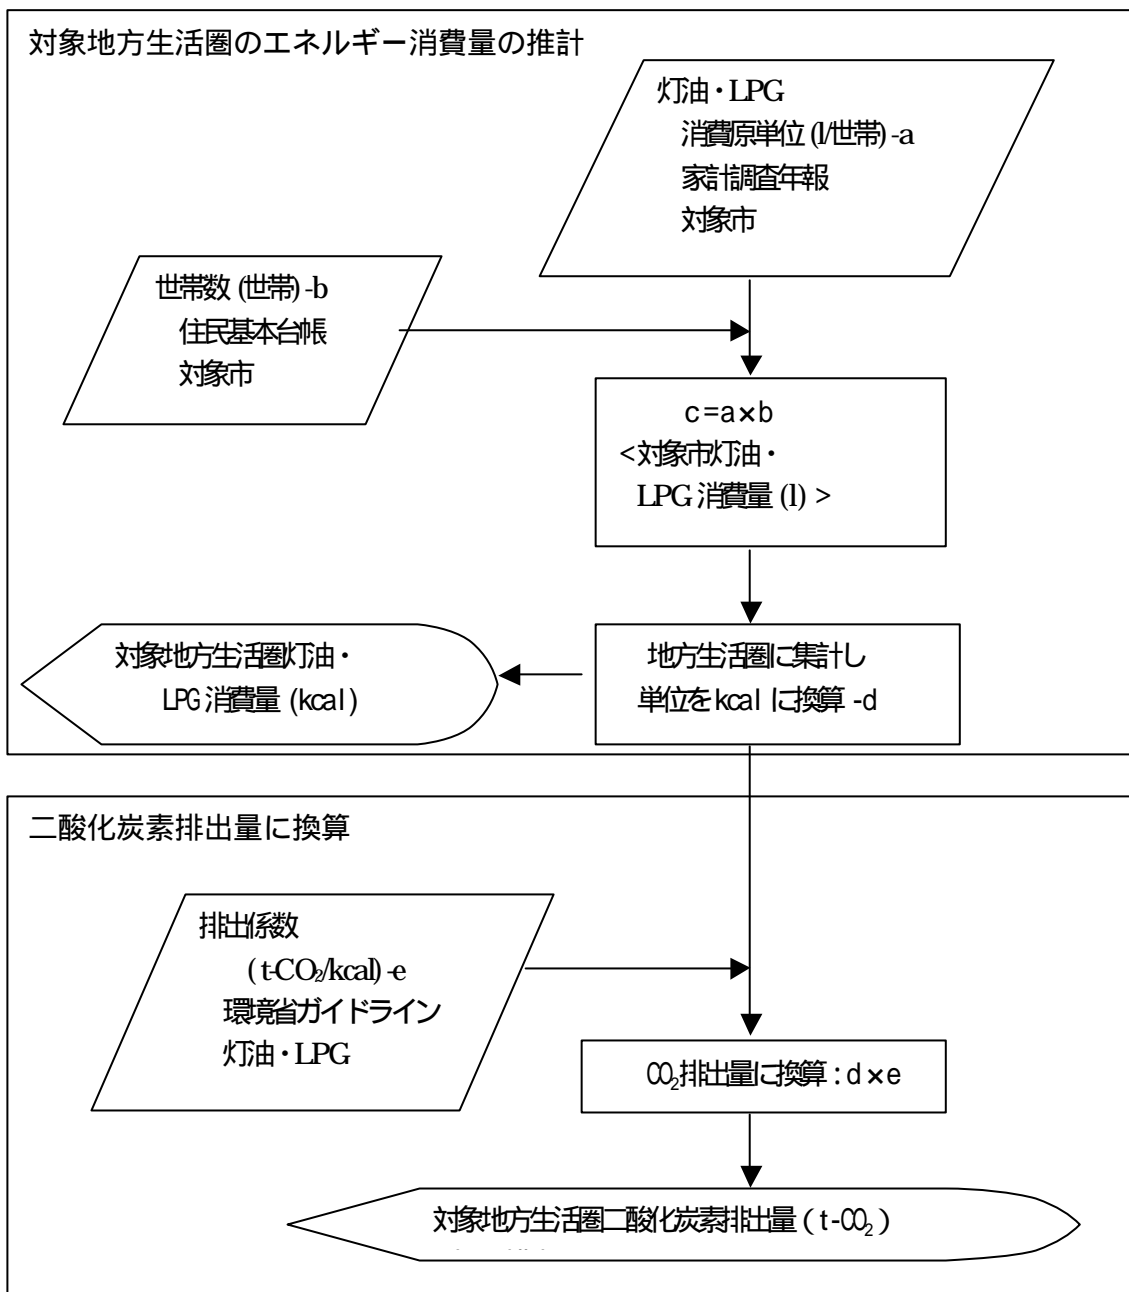 対象地方生活圏のエネルギー消費量の推計
灯油・LPG
消費原単位(l/世帯)-a
家計調査年報
対象市
世帯数(世帯)-b
住民基本台帳
対象市
c=a×b
<対象市灯油・
LPG消費量(l)>
地方生活圏に集計し
単位をkcalに換算-d
対象地方生活圏灯油・
LPG消費量(kcal)
二酸化炭素排出量に換算
排出係数
(t-CO₂/kcal)-e
環境省ガイドライン
灯油・LPG
CO₂排出量に換算:d×e
対象地方生活圏二酸化炭素排出量(t-CO₂)